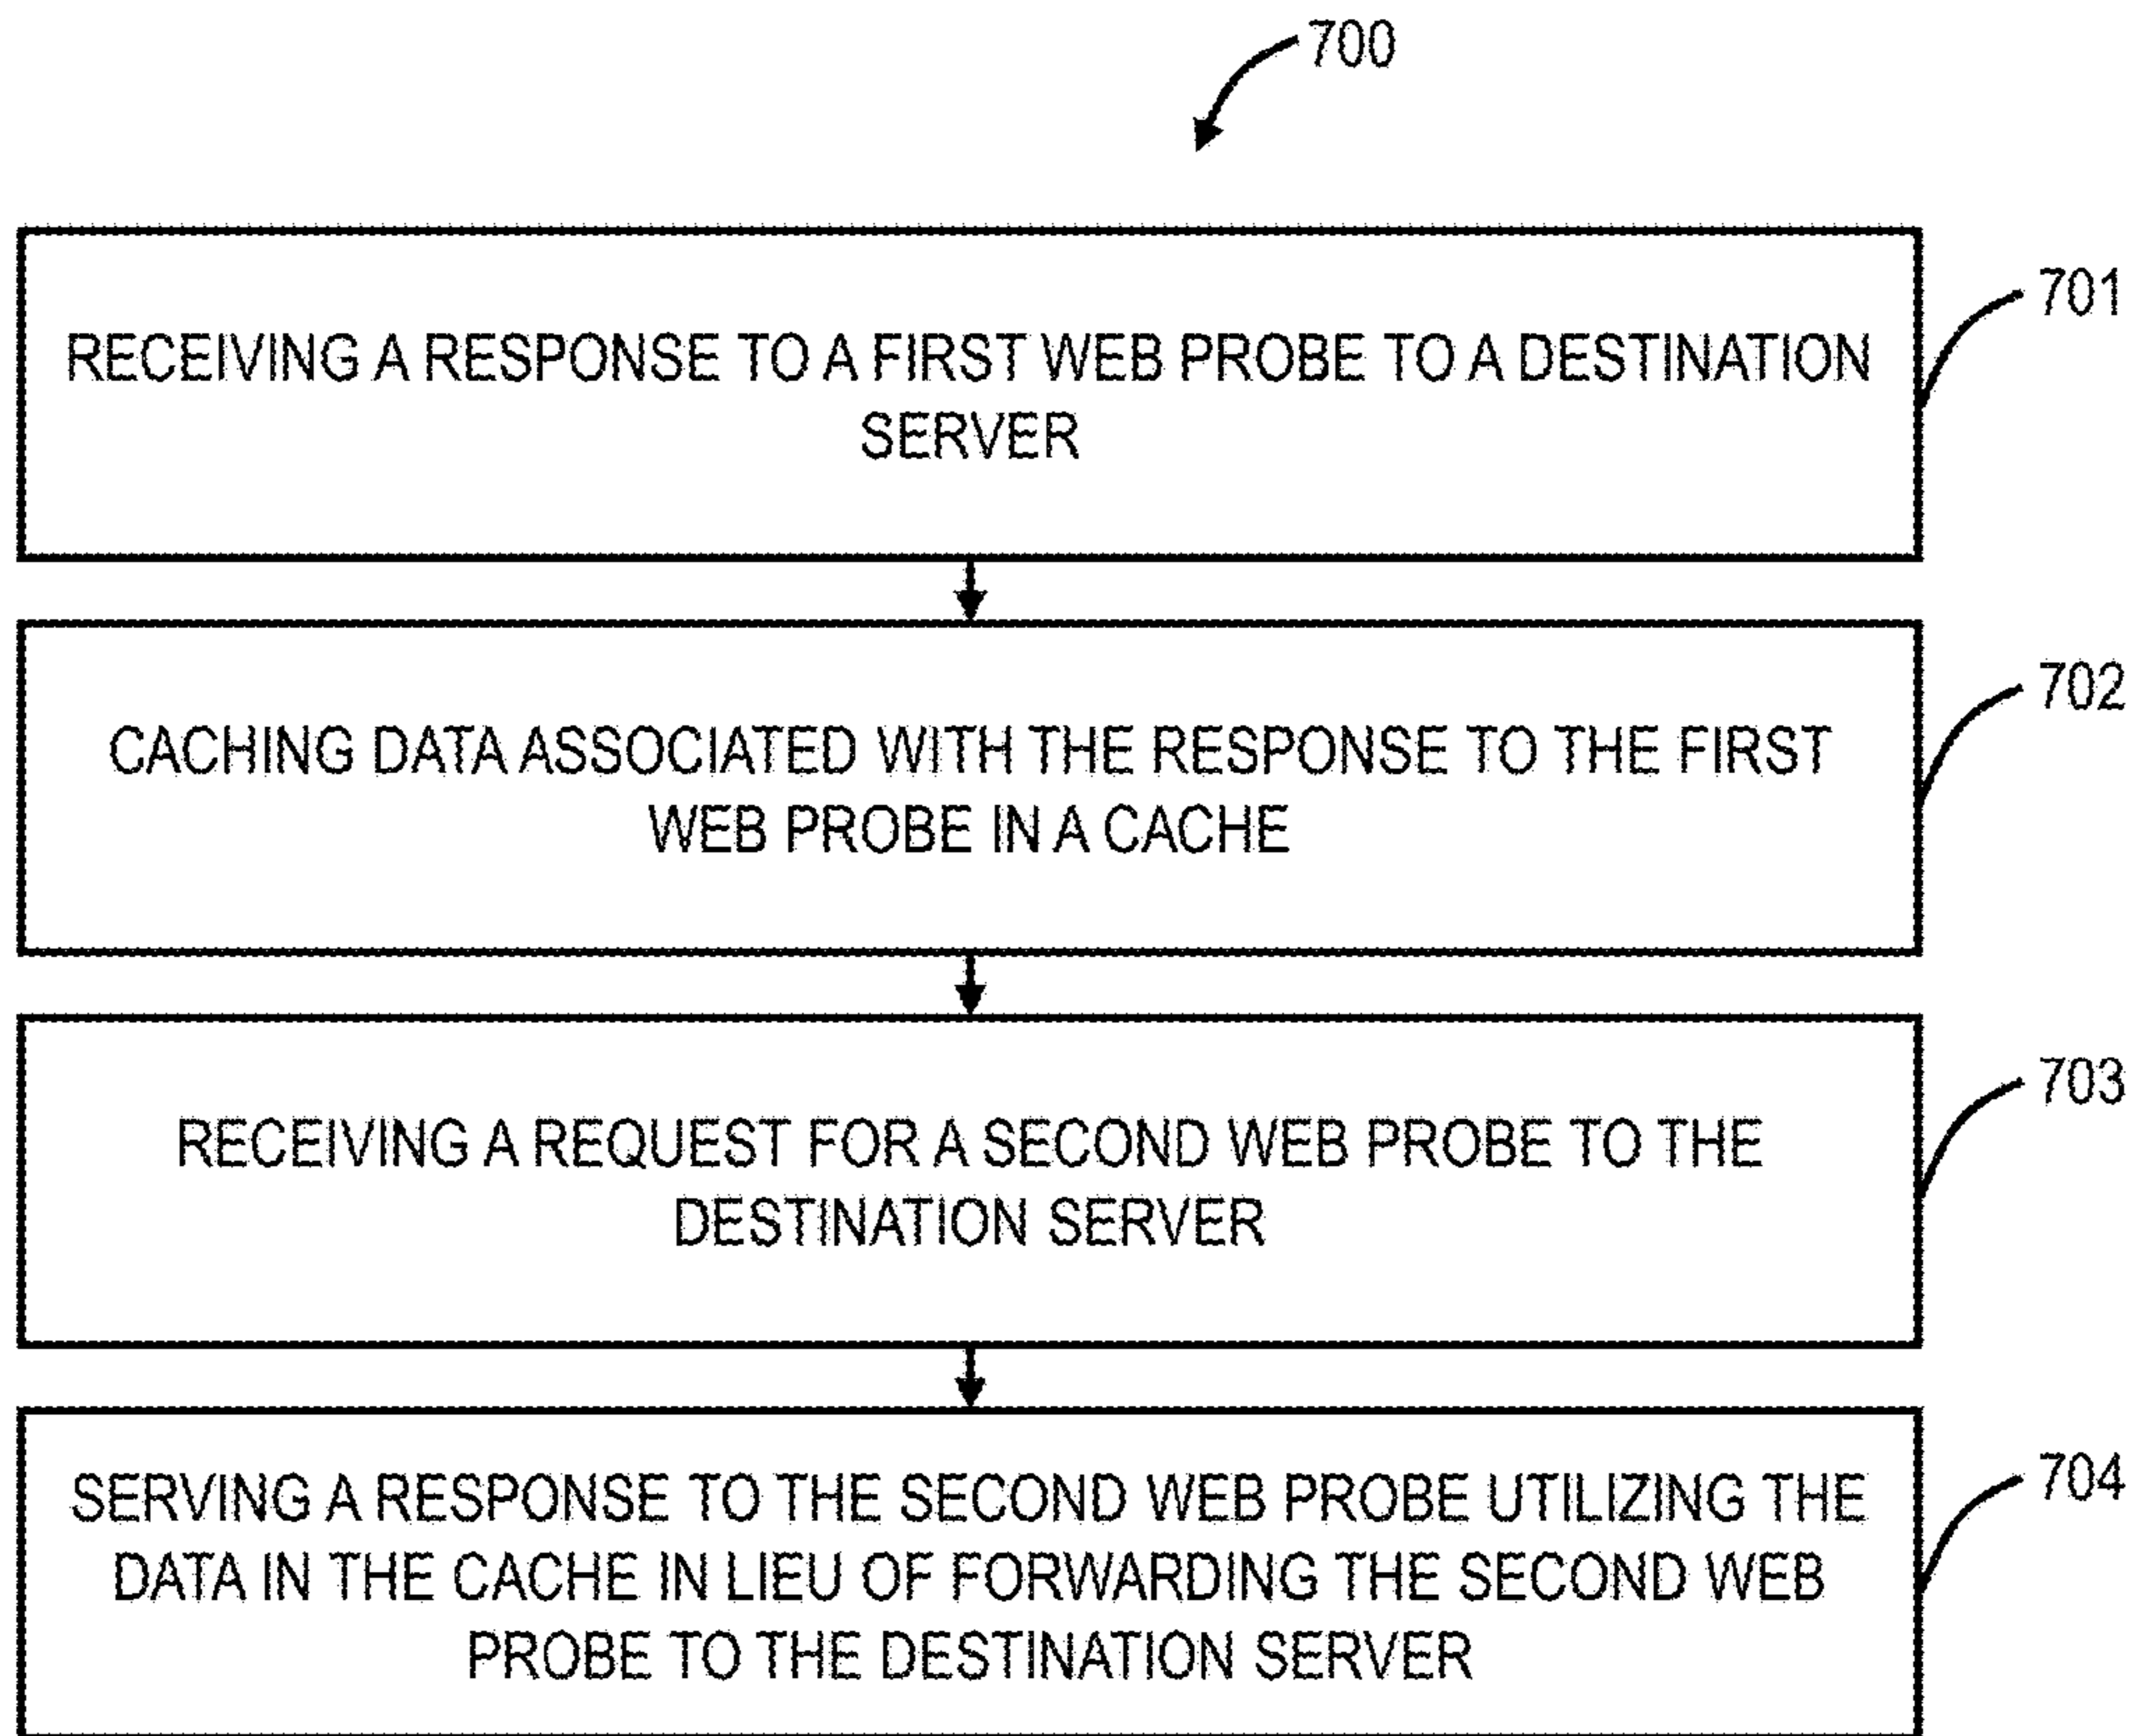 700
RECEIVING A RESPONSE TO A FIRST WEB PROBE TO A DESTINATION
SERVER
701
CACHING DATA ASSOCIATED WITH THE RESPONSE TO THE FIRST
WEB PROBE IN A CACHE
702
RECEIVING A REQUEST FOR A SECOND WEB PROBE TO THE
DESTINATION SERVER
703
SERVING A RESPONSE TO THE SECOND WEB PROBE UTILIZING THE
DATA IN THE CACHE IN LIEU OF FORWARDING THE SECOND WEB
PROBE TO THE DESTINATION SERVER
704